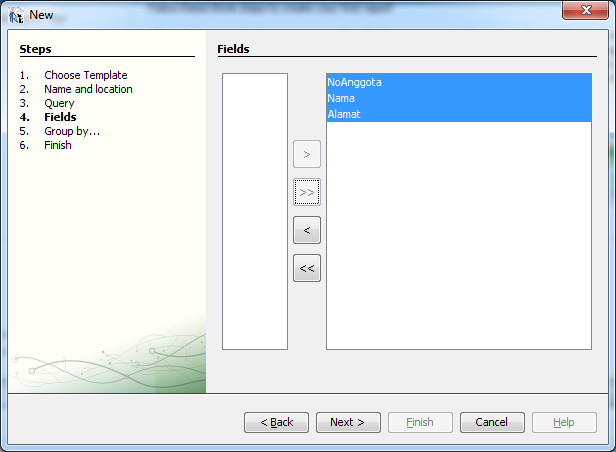 New
Steps
1. Choose Template
2. Name and location
3. Query
4. Fields
5. Group by...
6. Finish
Fields
NoAnggota
Nama
Alamat
>
>>
<
<<
< Back
Next >
Finish
Cancel
Help